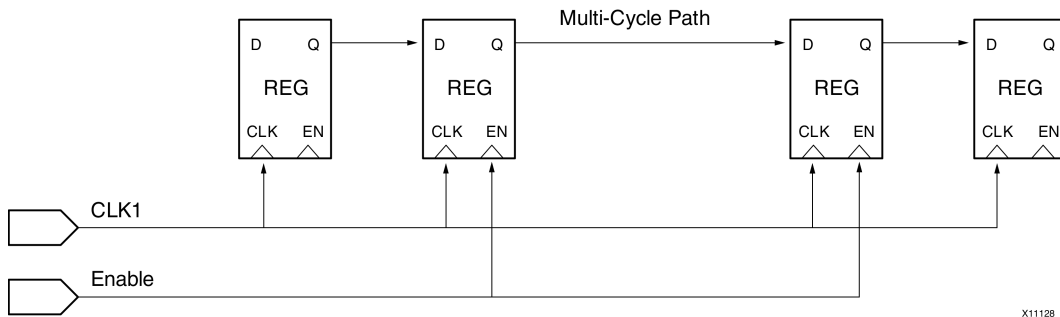 Multi-Cycle Path
D Q
REG
CLK EN
D Q
REG
CLK EN
D Q
REG
CLK EN
D Q
REG
CLK EN
CLK1
Enable
X11128